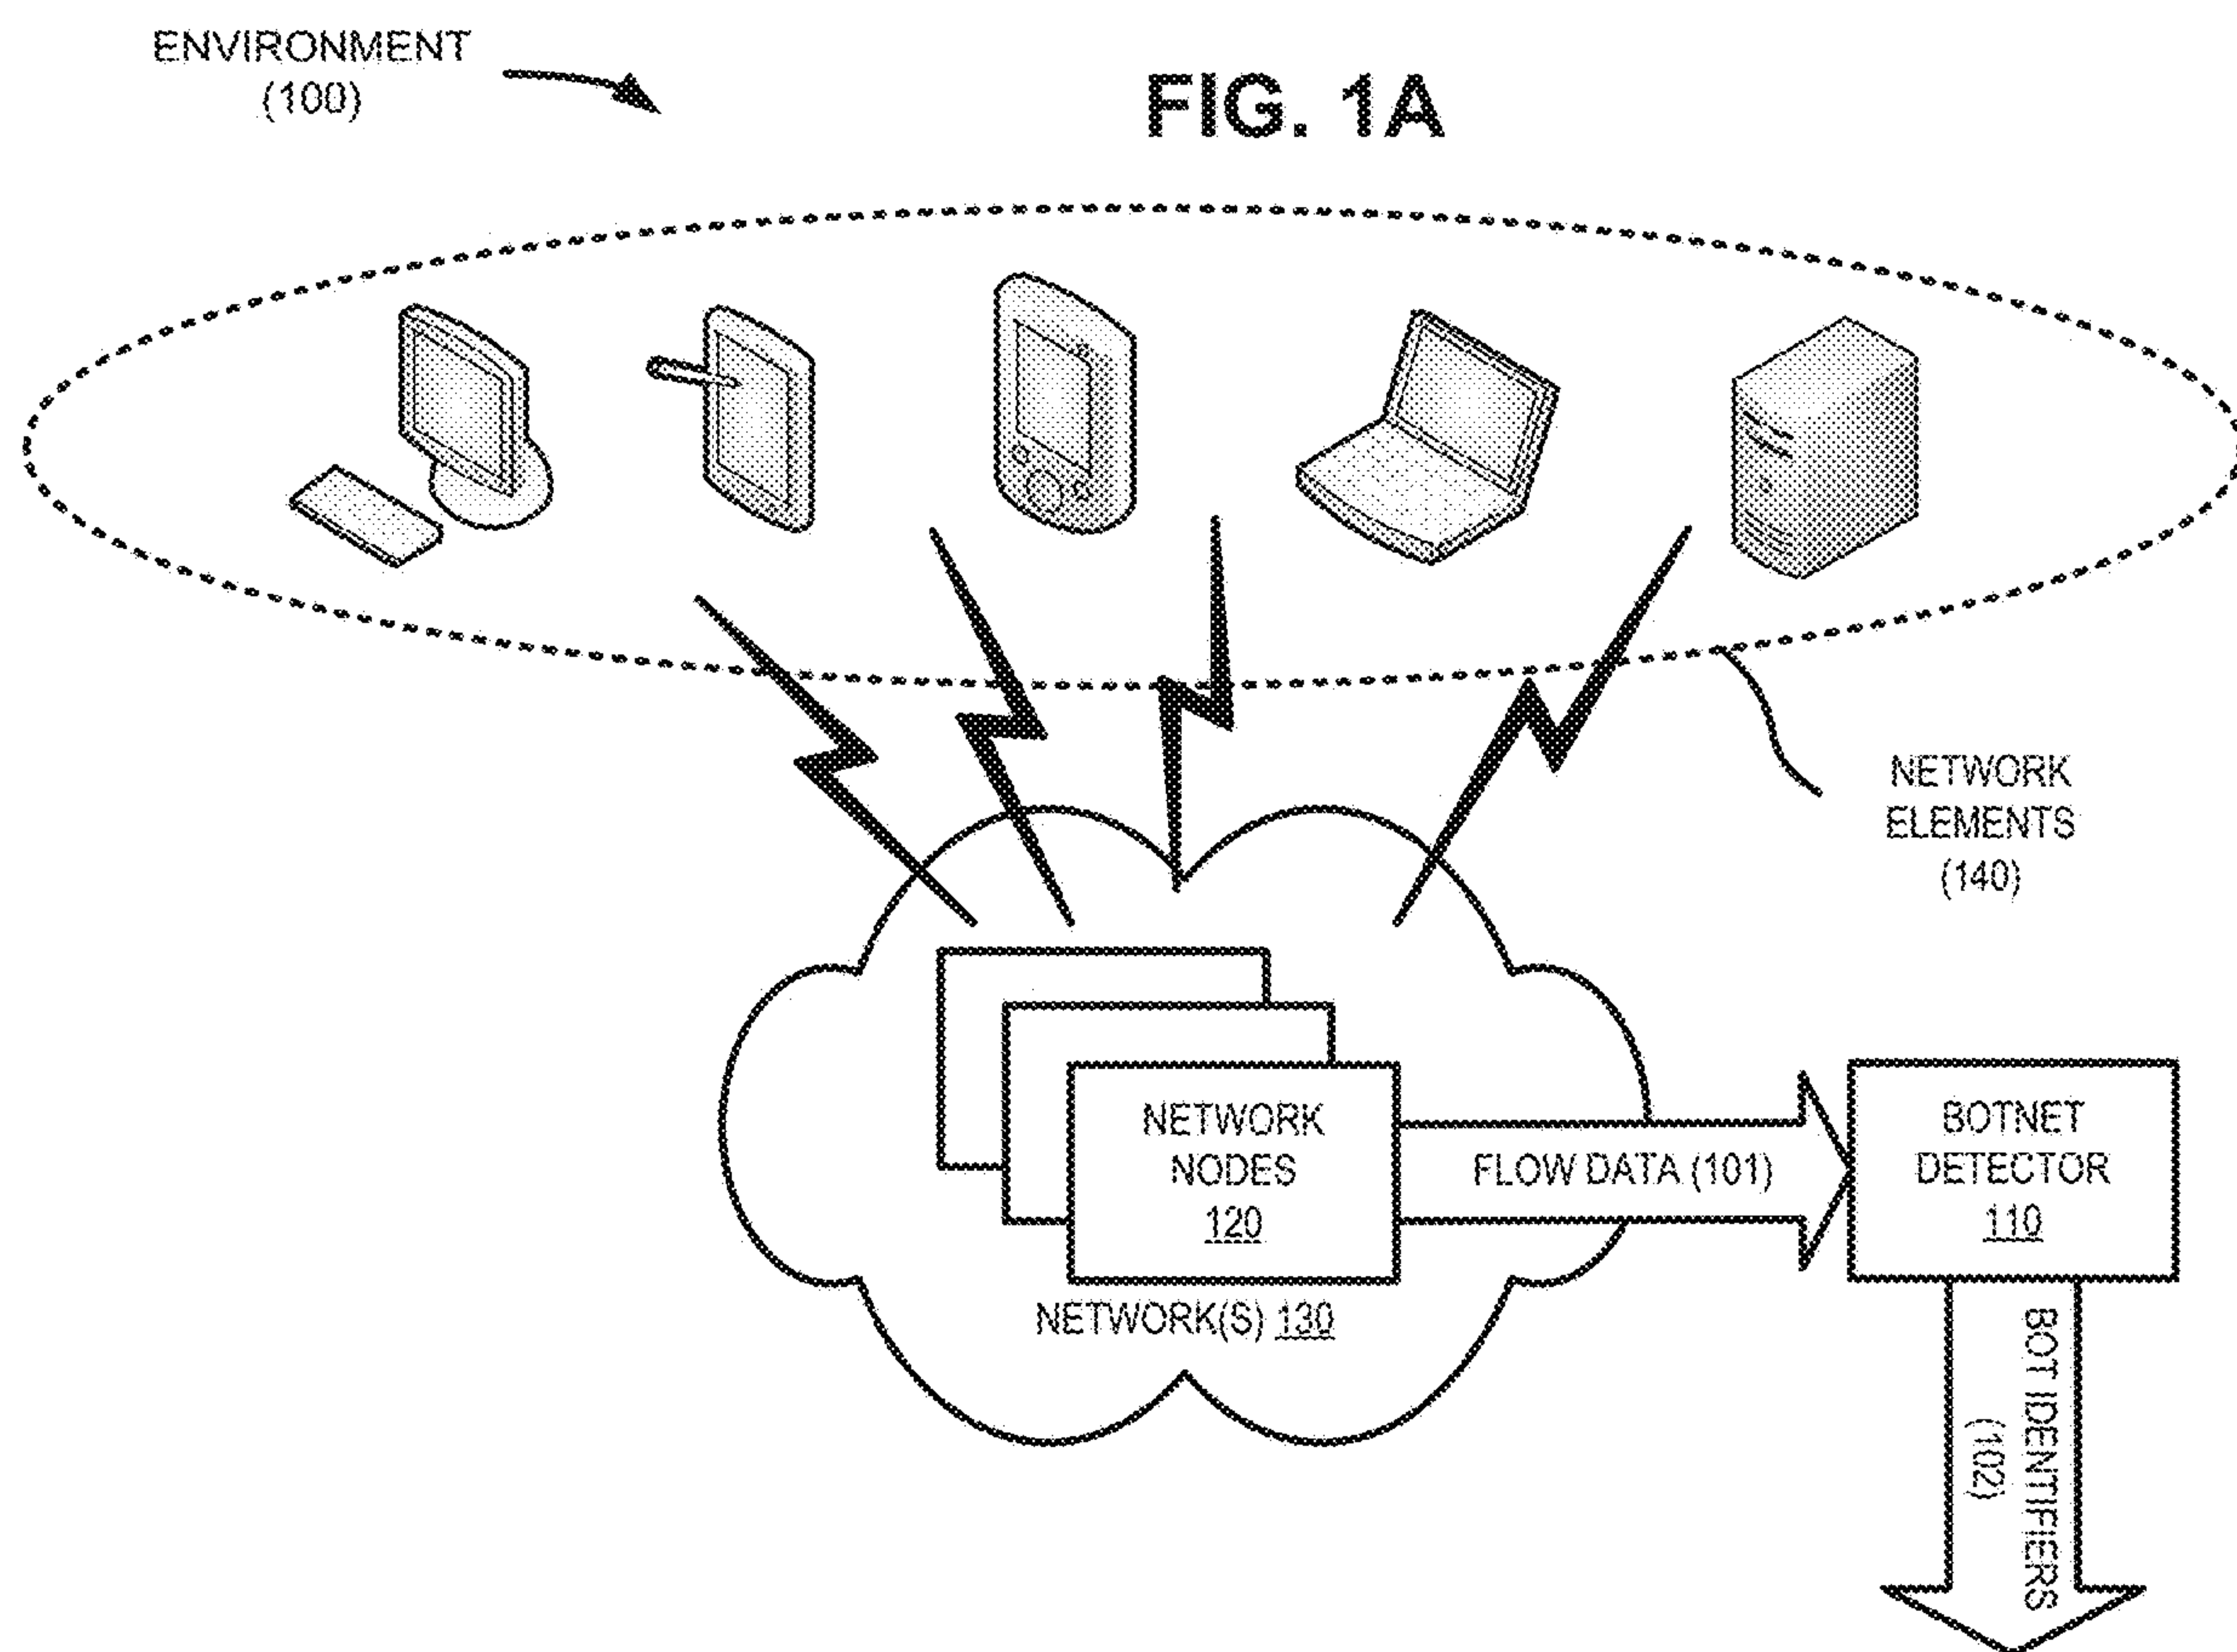 ENVIRONMENT
(100)
FIG. 1A
NETWORK
ELEMENTS
(140)
NETWORK
NODES
120
FLOW DATA (101)
BOTNET
DETECTOR
110
NETWORK(S) 130
BOT IDENTIFIERS
(102)